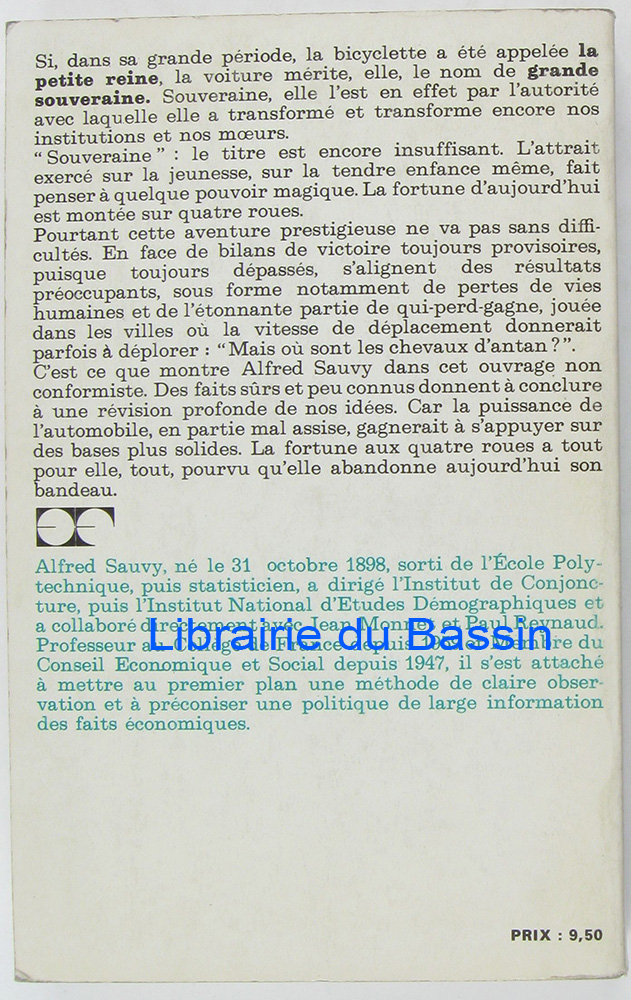 Si, dans sa grande période, la bicyclette a été appelée la
petite reine, la voiture mérite, elle, le nom de grande
souveraine. Souveraine, elle l'est en effet par l'autorité
avec laquelle elle a transformé et transforme encore nos
institutions et nos mœurs.
"Souveraine" : le titre est encore insuffisant. L'attrait
exercé sur la jeunesse, sur la tendre enfance même, fait
penser à quelque pouvoir magique. La fortune d'aujourd'hui
est montée sur quatre roues.
Pourtant cette aventure prestigieuse ne va pas sans diffi-
cultés. En face de bilans de victoire toujours provisoires,
puisque toujours dépassés, s'alignent des résultats
préoccupants, sous forme notamment de pertes de vies
humaines et de l'étonnante partie de qui-perd-gagne, jouée
dans les villes où la vitesse de déplacement donnerait
parfois à déplorer : "Mais où sont les chevaux d'antan ?".
C'est ce que montre Alfred Sauvy dans cet ouvrage non
conformiste. Des faits sûrs et peu connus donnent à conclure
à une révision profonde de nos idées. Car la puissance de
l'automobile, en partie mal assise, gagnerait à s'appuyer sur
des bases plus solides. La fortune aux quatre roues a tout
pour elle, tout, pourvu qu'elle abandonne aujourd'hui son
bandeau.
Alfred Sauvy, né le 31 octobre 1898, sorti de l'École Poly-
technique, puis statisticien, a dirigé l'Institut de Conjonc-
ture, puis l'Institut National d'Etudes Démographiques et
a collaboré directement avec Jean Monnet et Paul Reynaud.
Librairie du Bassin
Professeur au Collège de France depuis Membre du
Conseil Economique et Social depuis 1947, il s'est attaché
à mettre au premier plan une méthode de claire obser-
vation et à préconiser une politique de large information
des faits économiques.
PRIX : 9,50